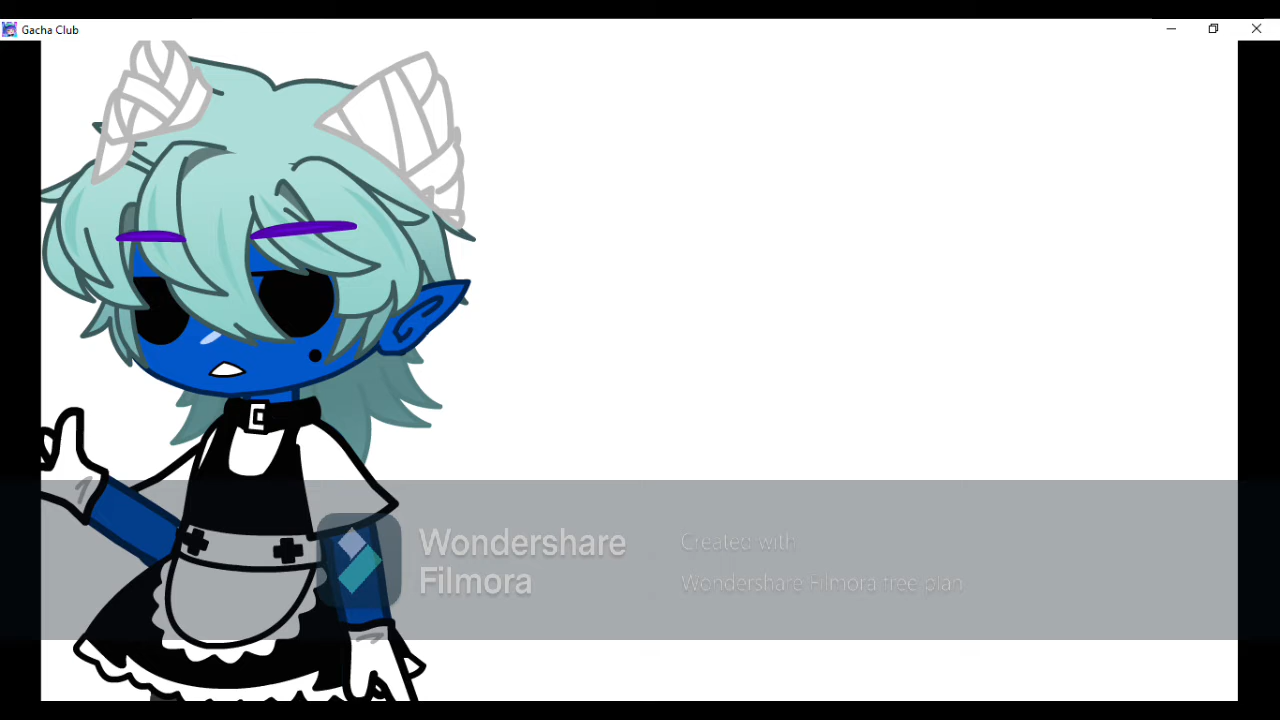 Gacha Club
Wondershare
Filmora
Created with
Wondershare Filmora free plan